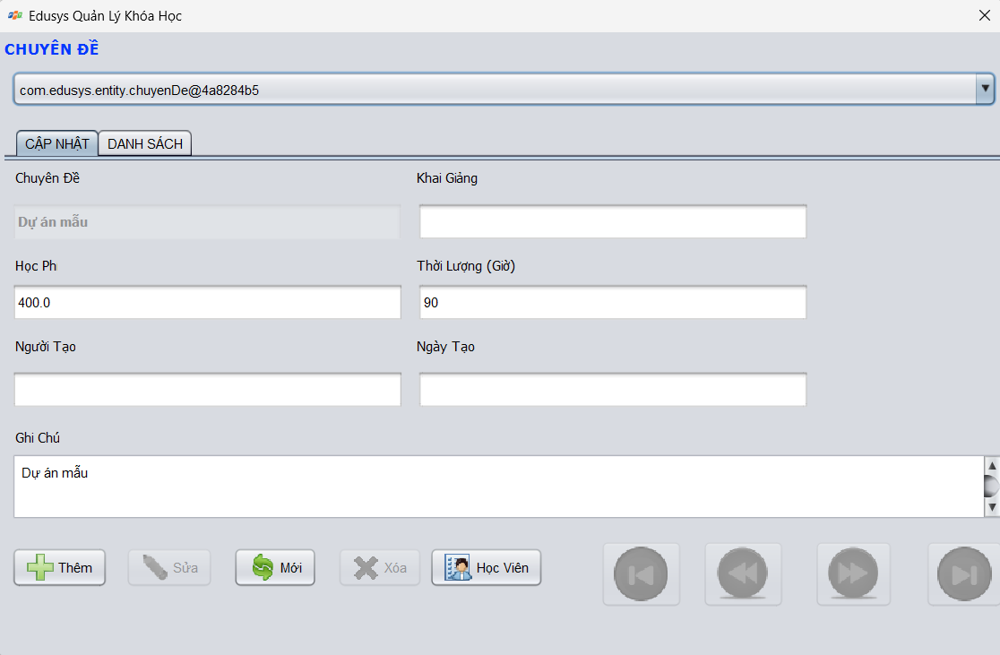 Edusys Quản Lý Khóa Học
CHUYÊN ĐỀ
com.edusys.entity.chuyenDe@4a8284b5
CẬP NHẬT DANH SÁCH
Chuyên Đề Khai Giảng
Dự án mẫu
Học Phi Thời Lượng (Giờ)
400.0 90
Người Tạo Ngày Tạo
Ghi Chú
Dự án mẫu
Thêm Sửa Mới Xóa Học Viên